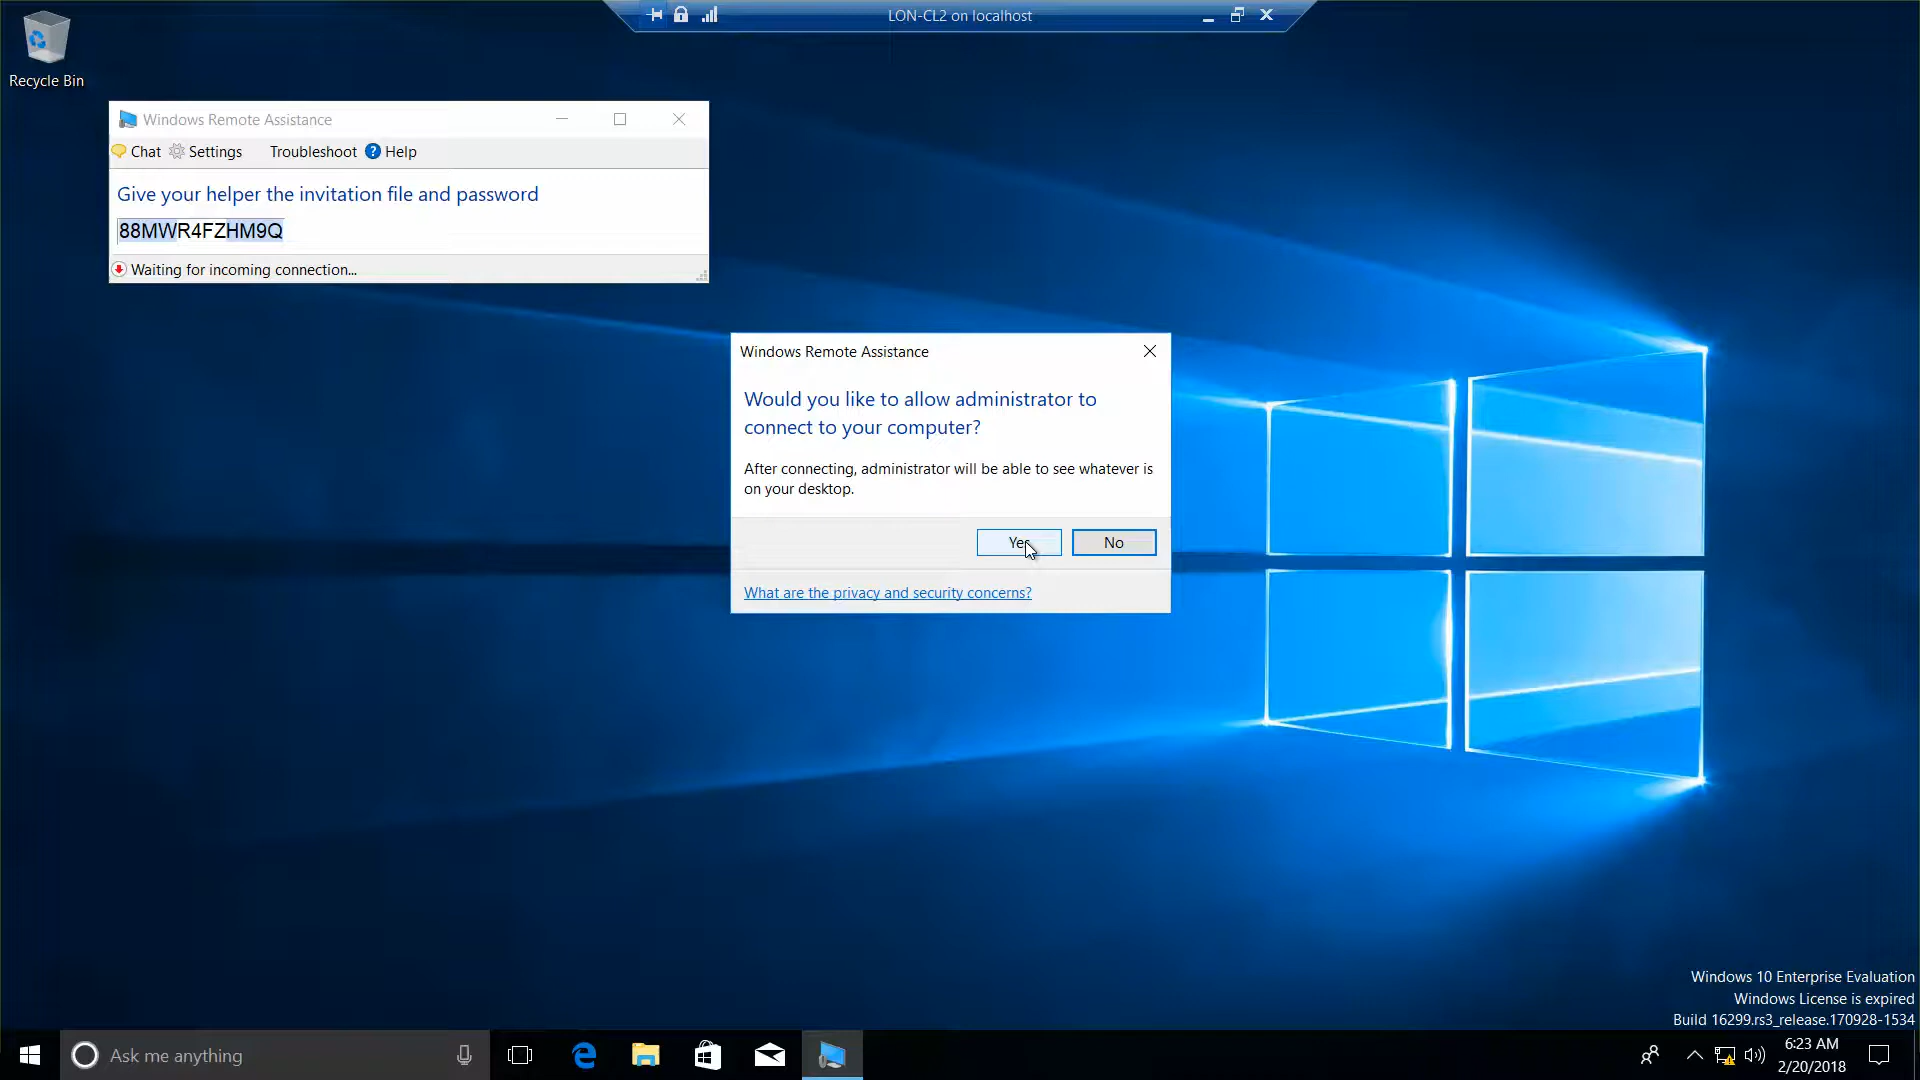 LON-CL2 on localhost
Recycle Bin
Windows Remote Assistance
Chat Settings Troubleshoot Help
Give your helper the invitation file and password
88MWR4FZHM9Q
Waiting for incoming connection...
Windows Remote Assistance
Would you like to allow administrator to
connect to your computer?
After connecting, administrator will be able to see whatever is
on your desktop.
Yes No
What are the privacy and security concerns?
Windows 10 Enterprise Evaluation
Windows License is expired
Build 16299.rs3_release.170928-1534
Ask me anything
6:23 AM
2/20/2018